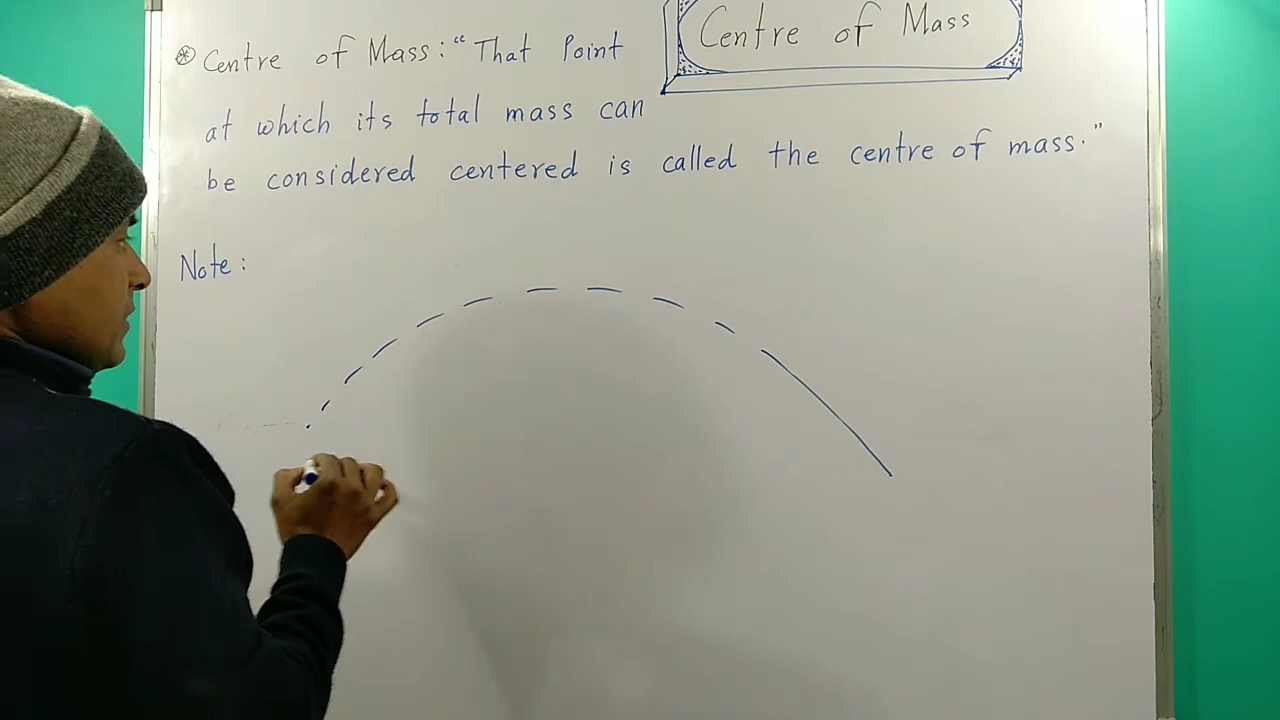 Centre of Mass
Centre of Mass: "That Point
at which its total mass can
be considered centered is called the centre of mass."
Note: